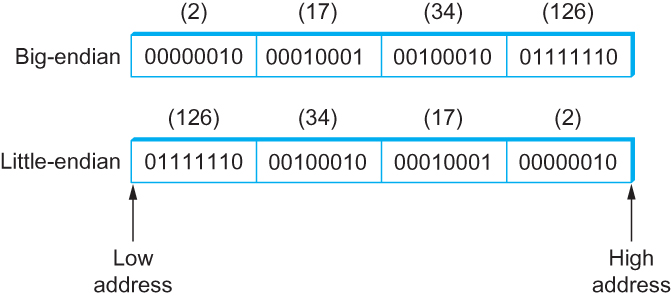 (2) (17) (34) (126)
Big-endian 00000010 00010001 00100010 01111110
(126) (34) (17) (2)
Little-endian 01111110 00100010 00010001 00000010
Low High
address address